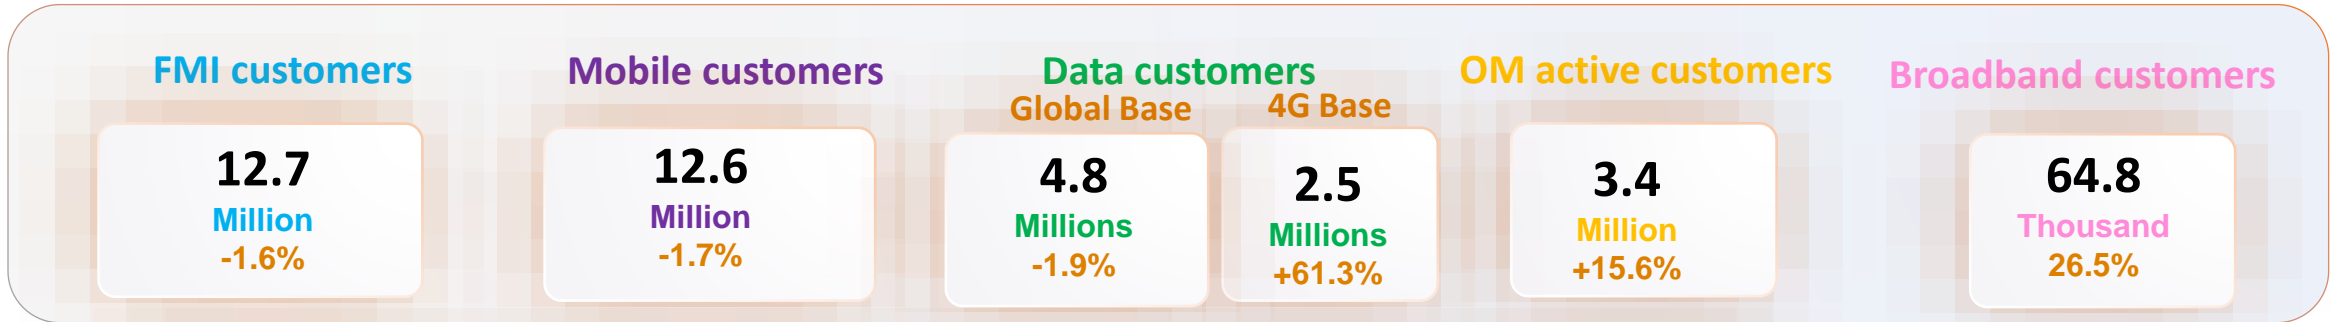 FMI customers
12.7
Million
-1.6%
Mobile customers
12.6
Million
-1.7%
Data customers
Global Base
4.8
Millions
-1.9%
4G Base
2.5
Millions
+61.3%
OM active customers
3.4
Million
+15.6%
Broadband customers
64.8
Thousand
26.5%